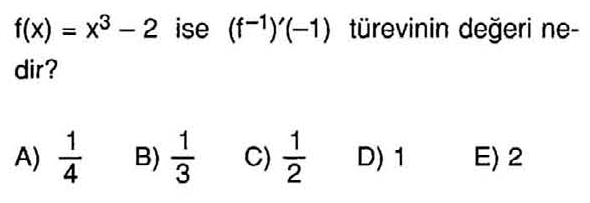 f(x) = x³ – 2 ise (f⁻¹)′(–1) türevinin değeri ne-
dir?
A) 1/4 B) 1/3 C) 1/2 D) 1 E) 2